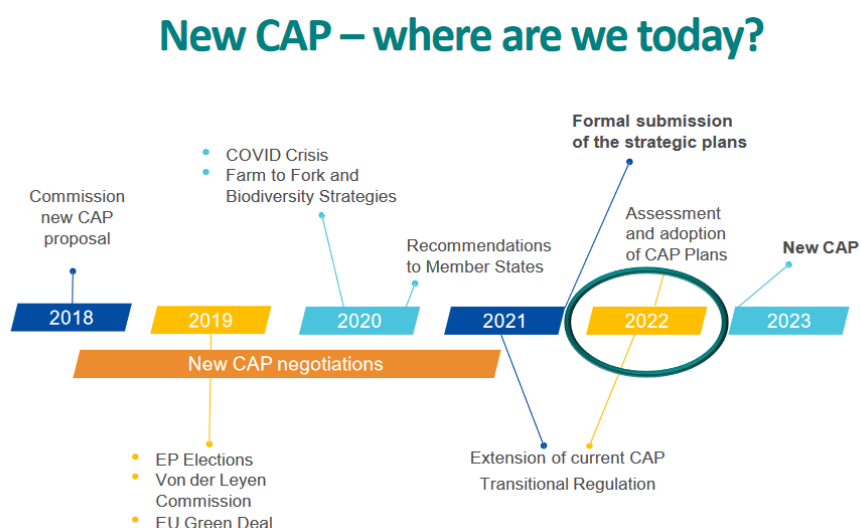 New CAP – where are we today?
Formal submission
of the strategic plans
• COVID Crisis
• Farm to Fork and
Biodiversity Strategies
Commission
new CAP
proposal
Assessment
and adoption
of CAP Plans
Recommendations
to Member States
New CAP
2018
2019
2020
2021
2022
2023
New CAP negotiations
• EP Elections
• Von der Leyen
Commission
• EU Green Deal
Extension of current CAP
Transitional Regulation